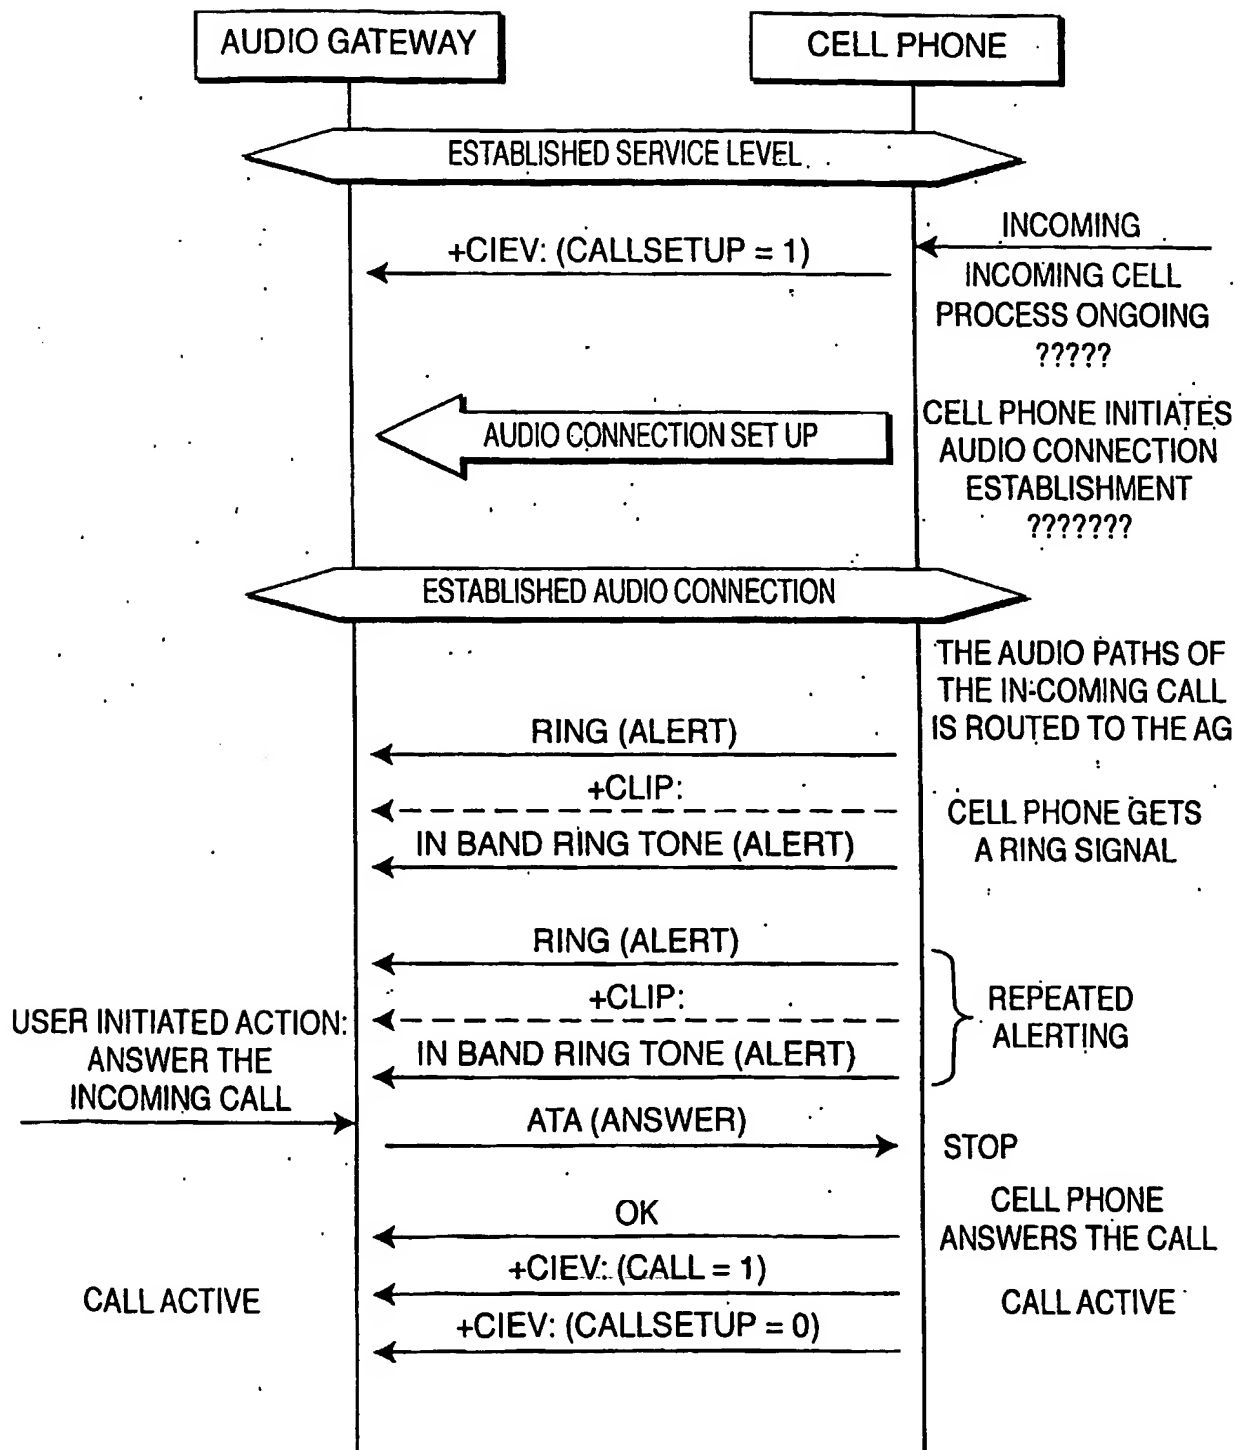 AUDIO GATEWAY
CELL PHONE
ESTABLISHED SERVICE LEVEL
INCOMING
+CIEV: (CALLSETUP = 1)
INCOMING CELL
PROCESS ONGOING
?????
AUDIO CONNECTION SET UP
CELL PHONE INITIATES
AUDIO CONNECTION
ESTABLISHMENT
???????
ESTABLISHED AUDIO CONNECTION
THE AUDIO PATHS OF
THE IN-COMING CALL
IS ROUTED TO THE AG
RING (ALERT)
+CLIP:
IN BAND RING TONE (ALERT)
CELL PHONE GETS
A RING SIGNAL
RING (ALERT)
+CLIP:
IN BAND RING TONE (ALERT)
REPEATED
ALERTING
USER INITIATED ACTION:
ANSWER THE
INCOMING CALL
ATA (ANSWER)
STOP
OK
CELL PHONE
ANSWERS THE CALL
+CIEV: (CALL = 1)
CALL ACTIVE
CALL ACTIVE
+CIEV: (CALLSETUP = 0)